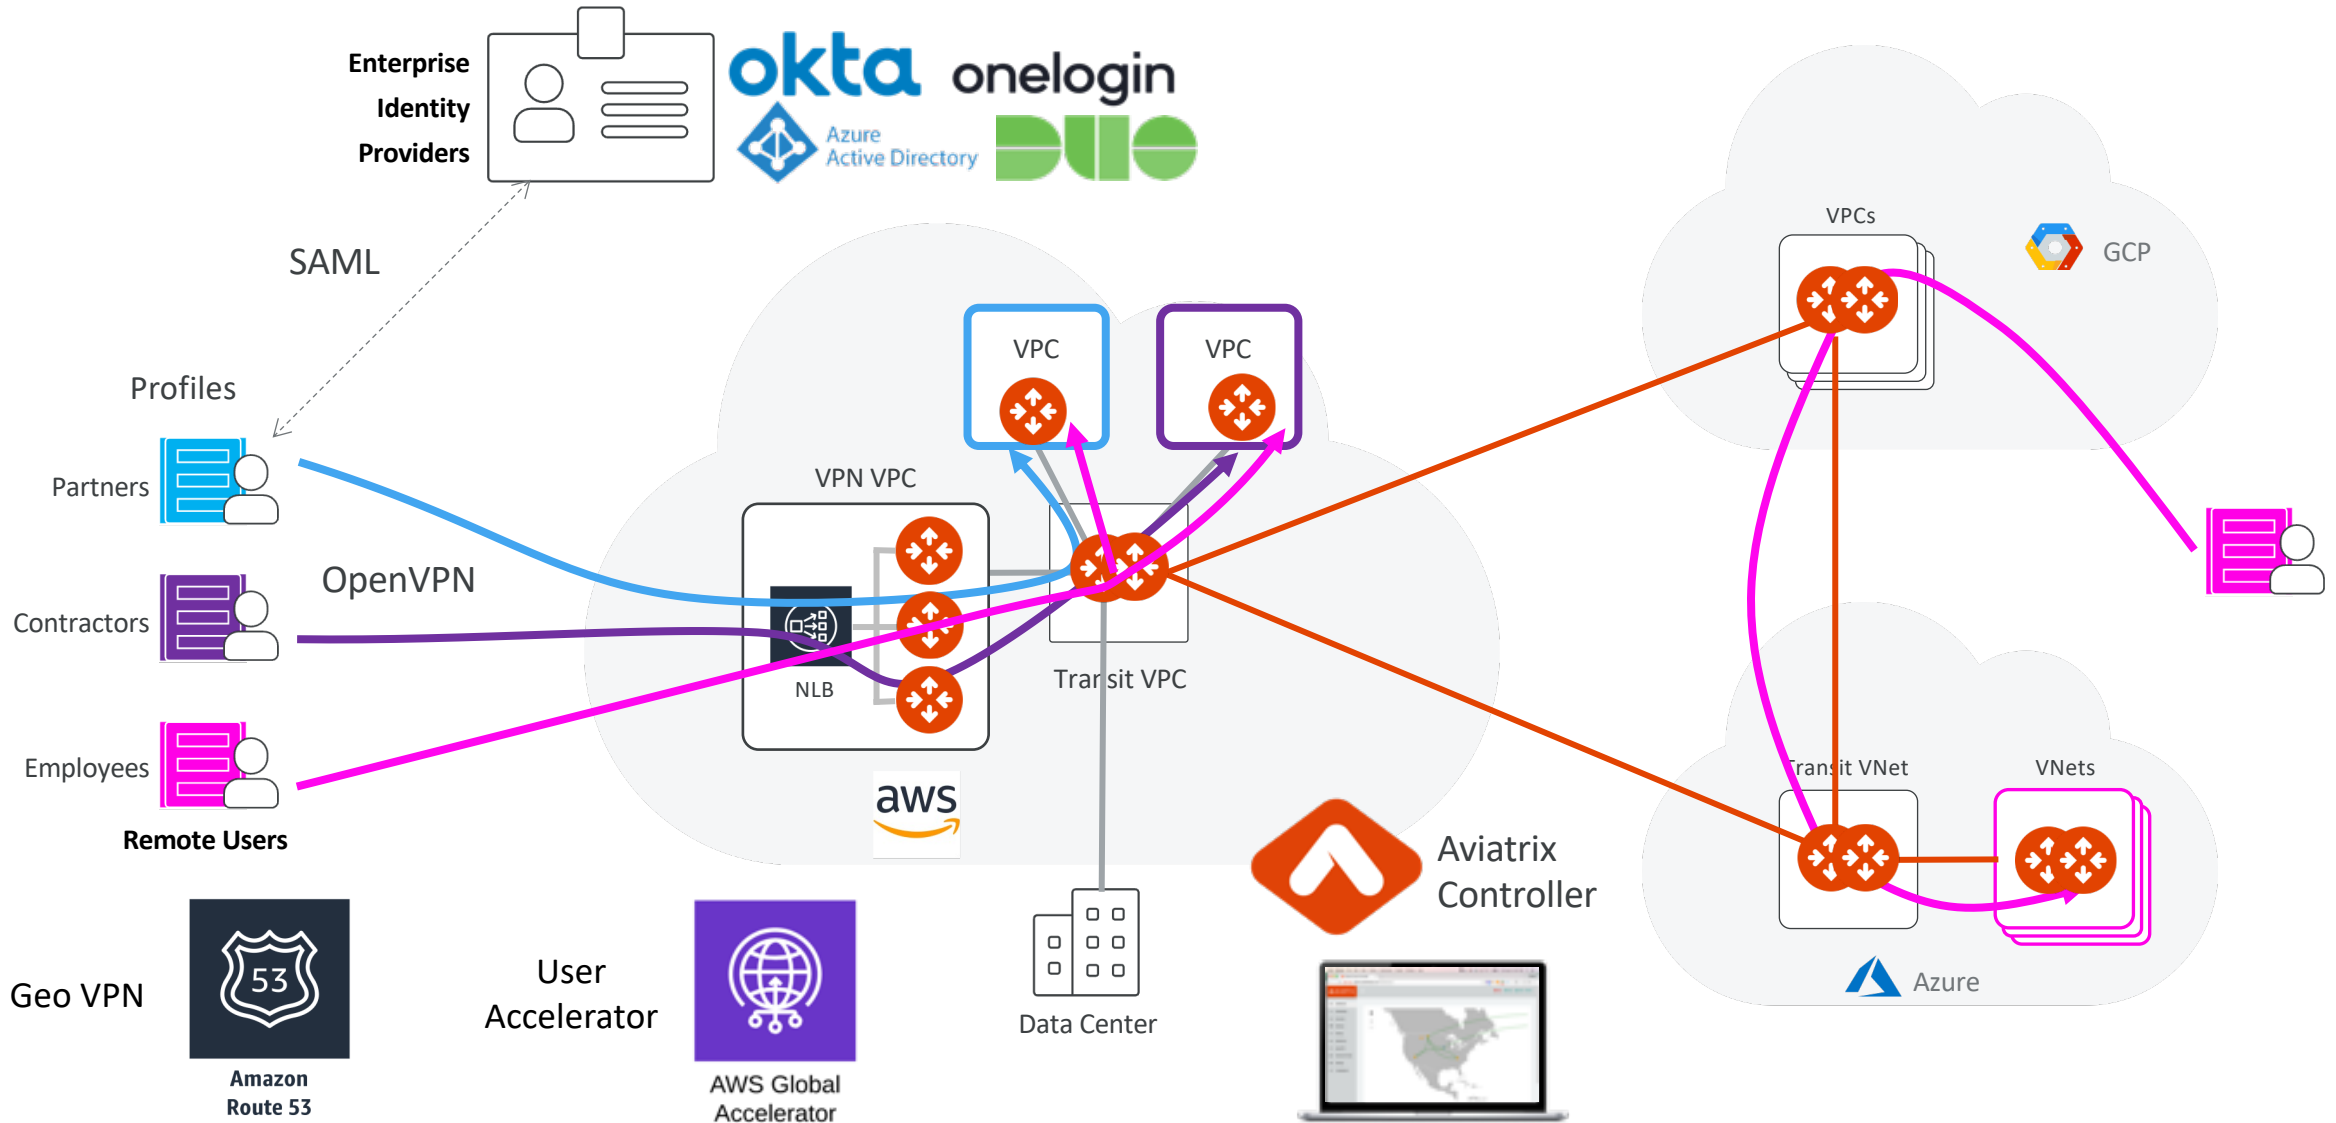 Enterprise
Identity
Providers
okta
onelogin
Azure
Active Directory
DUO
SAML
VPCs
GCP
VPC
VPC
Profiles
Partners
VPN VPC
OpenVPN
Contractors
NLB
Transit VPC
Employees
Remote Users
aws
Transit VNet
VNets
Aviatrix
Controller
Azure
Geo VPN
53
Amazon
Route 53
User
Accelerator
AWS Global
Accelerator
Data Center